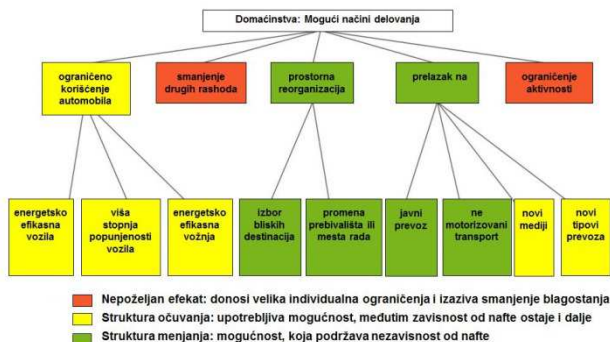 Domaćinstva: Mogući načini delovanja
ograničeno
korišćenje
automobila
smanjenje
drugih rashoda
prostorna
reorganizacija
prelazak na
ograničenje
aktivnosti
energetsko
efikasna
vozila
viša
stopnja
popunjenosti
vozila
energetsko
efikasna
vožnja
izbor
bliskih
destinacija
promena
prebivališta ili
mesta rada
javni
prevoz
ne
motorizovani
transport
novi
mediji
novi
tipovi
prevoza
Nepoželjan efekat: donosi velika individualna ograničenja i izaziva smanjenje blagostanja
Struktura očuvanja: upotrebljiva mogućnost, međutim zavisnost od nafte ostaje i dalje
Struktura menjanja: mogućnost, koja podržava nezavisnost od nafte